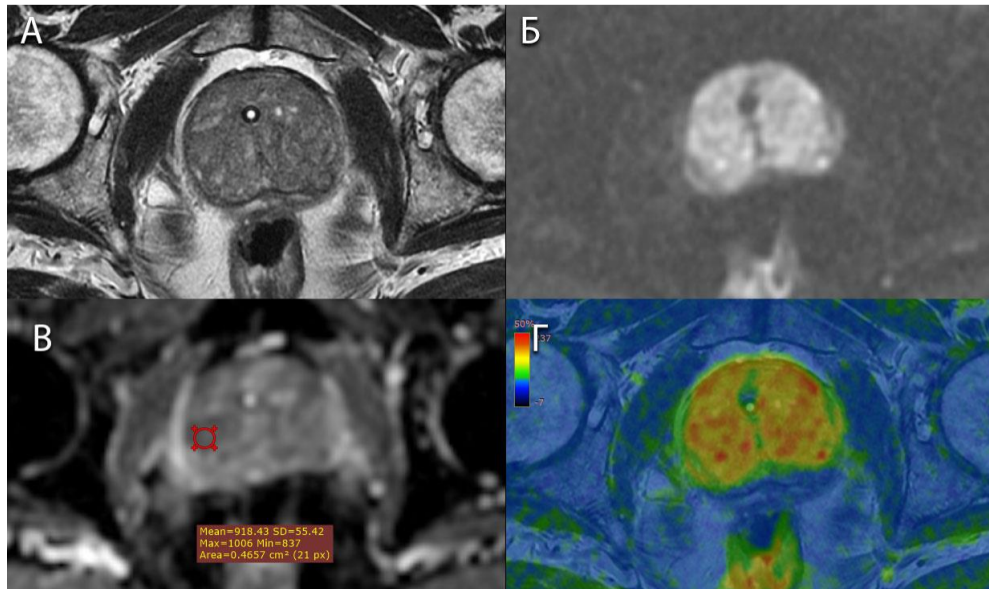 А
Б
В
Mean=918.43 SD=55.42
Max=1006 Min=837
Area=0.4657 cm² (21 px)
50%
Г
37
-7